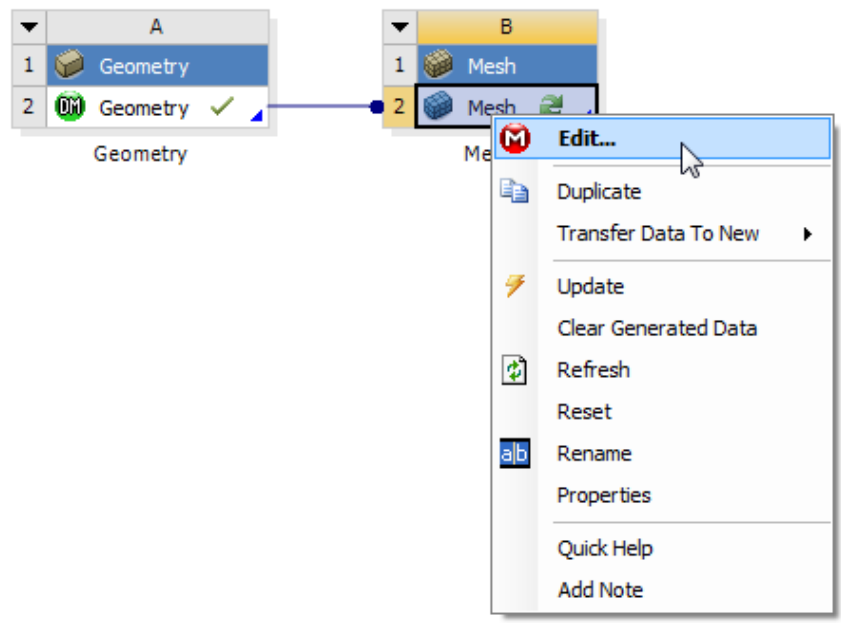 A
B
1 Geometry
1 Mesh
2 DM Geometry
2 Mesh
Geometry
Me
M Edit...
Duplicate
Transfer Data To New
Update
Clear Generated Data
Refresh
Reset
a|b Rename
Properties
Quick Help
Add Note